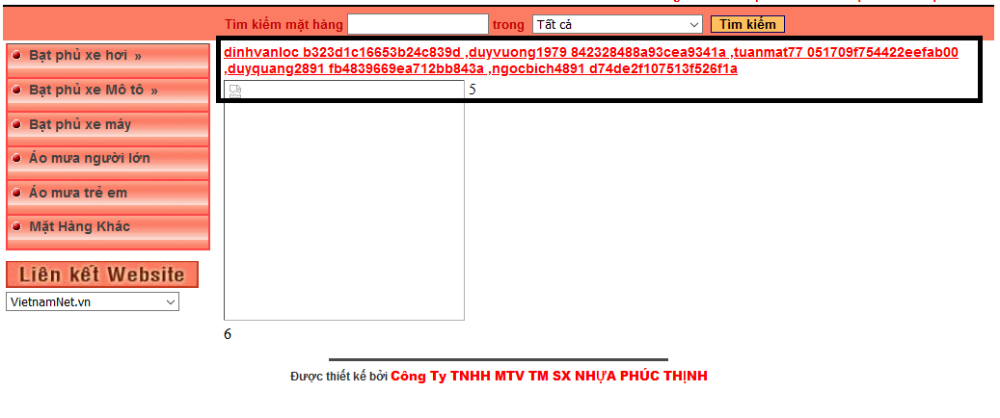 Tìm kiếm mặt hàng trong Tất cả Tìm kiếm
Bạt phủ xe hơi »
Bạt phủ xe Mô tô »
Bạt phủ xe máy
Áo mưa người lớn
Áo mưa trẻ em
Mặt Hàng Khác
Liên kết Website
VietnamNet.vn
dinhvanloc b323d1c16653b24c839d ,duyvuong1979 842328488a93cea9341a ,tuanmat77 051709f754422eefab00
,duyquang2891 fb4839669ea712bb843a ,ngocbich4891 d74de2f107513f526f1a
5
6
Được thiết kế bởi Công Ty TNHH MTV TM SX NHỰA PHÚC THỊNH